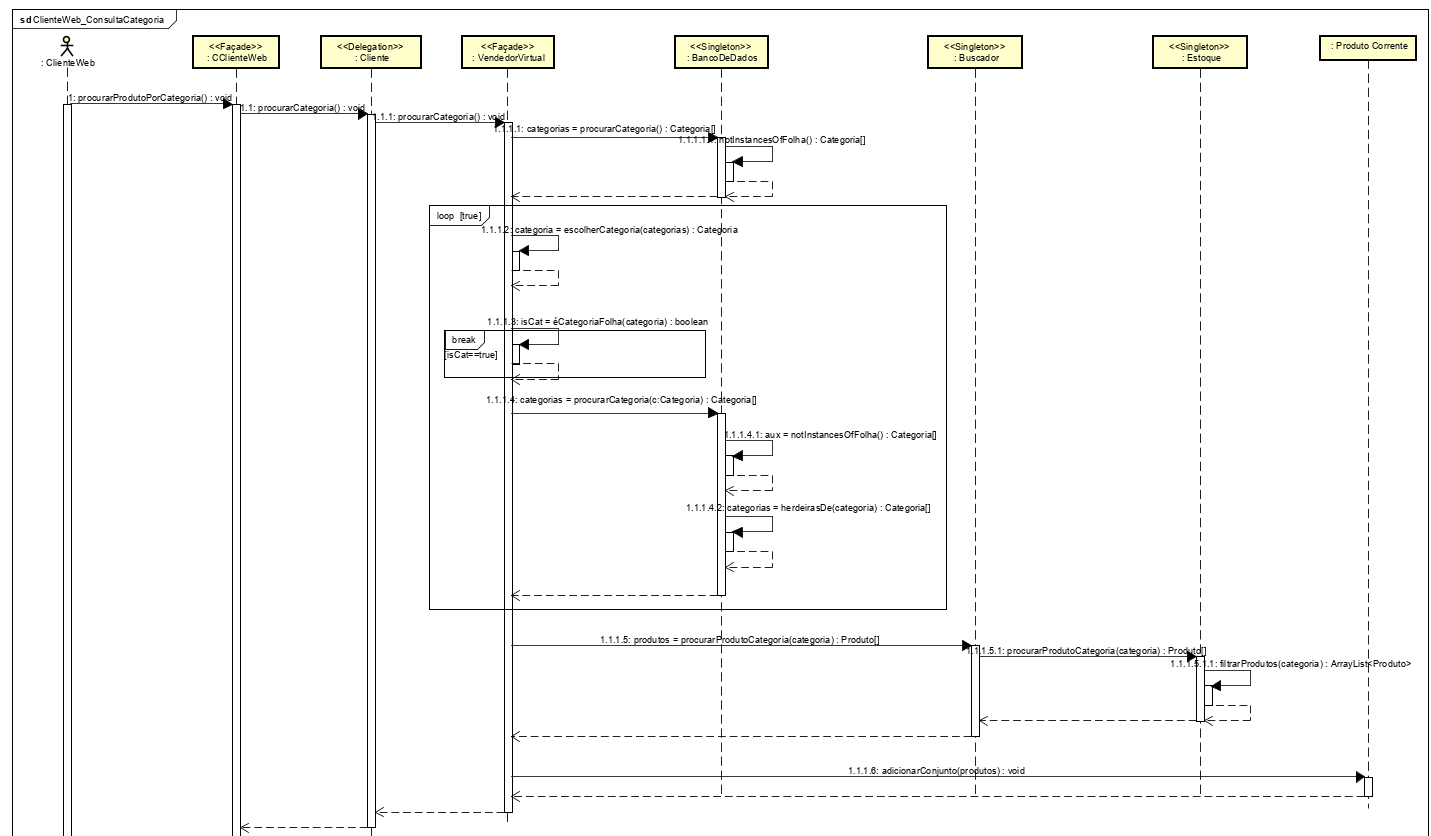 sd ClienteWeb_ConsultaCategoria
: ClienteWeb
<<Façade>>
: CClienteWeb
<<Delegation>>
: Cliente
<<Façade>>
: VendedorVirtual
<<Singleton>>
: BancoDeDados
<<Singleton>>
: Buscador
<<Singleton>>
: Estoque
: Produto Corrente
1: procurarProdutoPorCategoria() : void
1.1: procurarCategoria() : void
1.1.1: procurarCategoria() : void
1.1.1.1: categorias = procurarCategoria() : Categoria[]
1.1.1.1.1: notInstancesOfFolha() : Categoria[]
loop [true]
1.1.1.2: categoria = escolherCategoria(categorias) : Categoria
1.1.1.3: isCat = éCategoriaFolha(categoria) : boolean
break
[isCat==true]
1.1.1.4: categorias = procurarCategoria(c:Categoria) : Categoria[]
1.1.1.4.1: aux = notInstancesOfFolha() : Categoria[]
1.1.1.4.2: categorias = herdeirasDe(categoria) : Categoria[]
1.1.1.5: produtos = procurarProdutoCategoria(categoria) : Produto[]
1.1.1.5.1: procurarProdutoCategoria(categoria) : Produto[]
1.1.1.5.1.1: filtrarProdutos(categoria) : ArrayList<Produto>
1.1.1.6: adicionarConjunto(produtos) : void